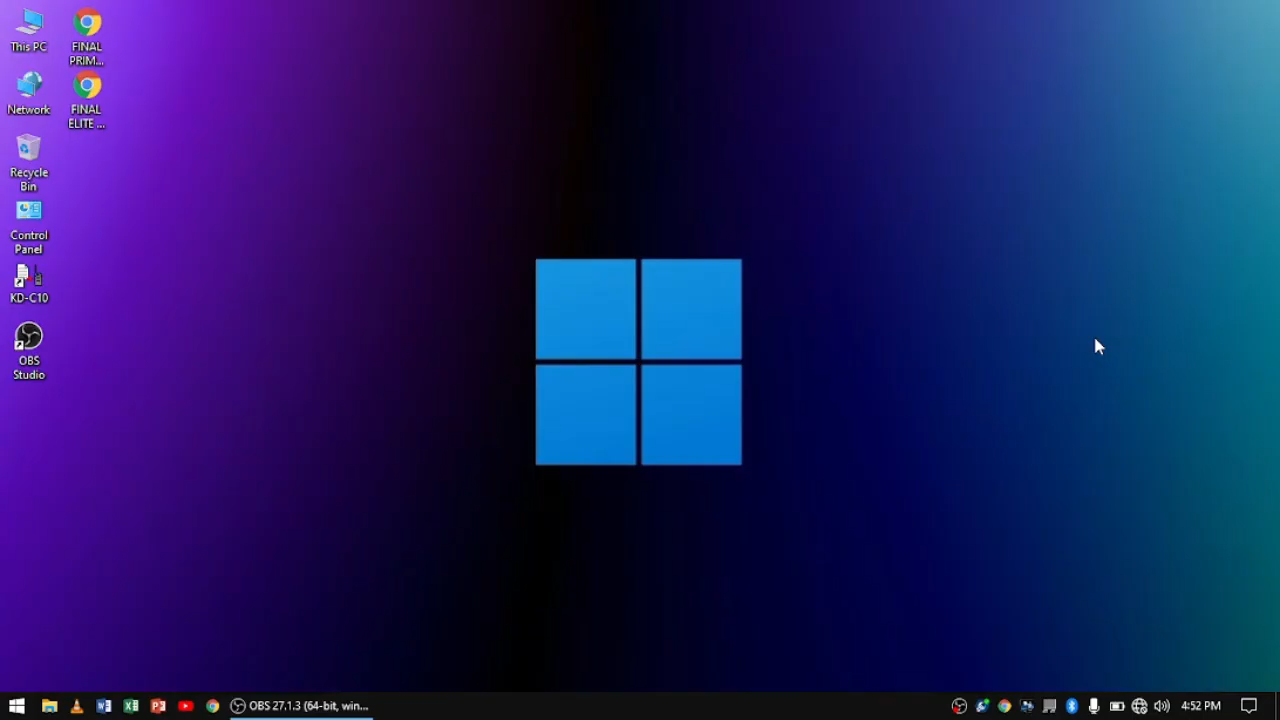 This PC
FINAL
PRIM...
Network
FINAL
ELITE ...
Recycle
Bin
Control
Panel
KD-C10
OBS
Studio
OBS 27.1.3 (64-bit, win...
4:52 PM